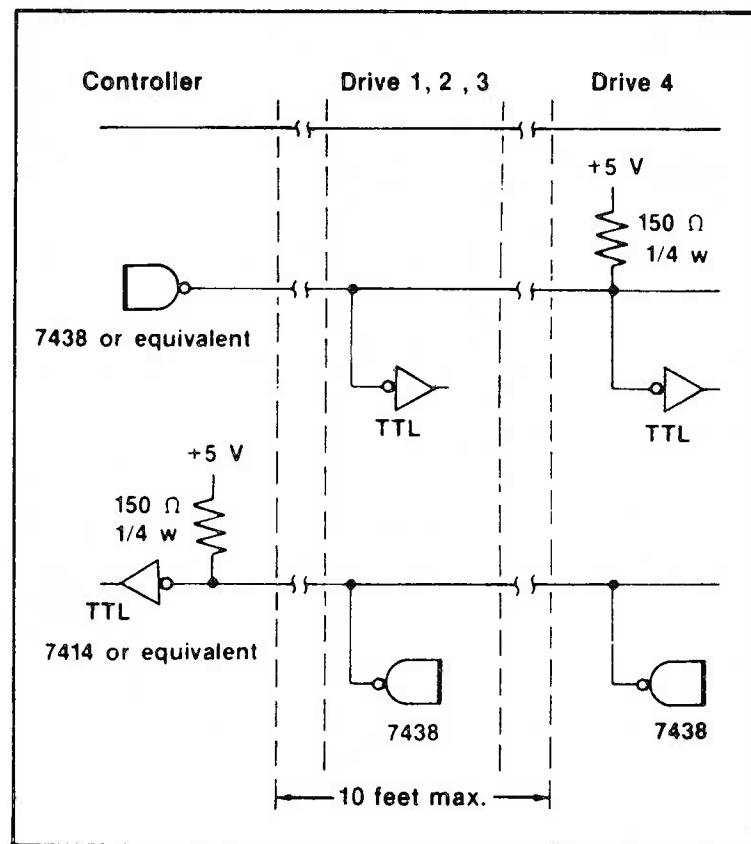 Controller
Drive 1, 2 , 3
Drive 4
+5 V
150 Ω
1/4 w
7438 or equivalent
TTL
TTL
+5 V
150 Ω
1/4 w
TTL
7414 or equivalent
7438
7438
10 feet max.